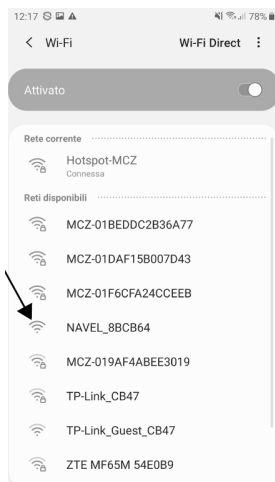 12:17 78%
Wi-Fi Wi-Fi Direct
Attivato
Rete corrente
Hotspot-MCZ
Connessa
Reti disponibili
MCZ-01BEDDC2B36A77
MCZ-01DAF15B007D43
MCZ-01F6CFA24CCEEB
NAVEL_8BCB64
MCZ-019AF4ABEE3019
TP-Link_CB47
TP-Link_Guest_CB47
ZTE MF65M 54E0B9